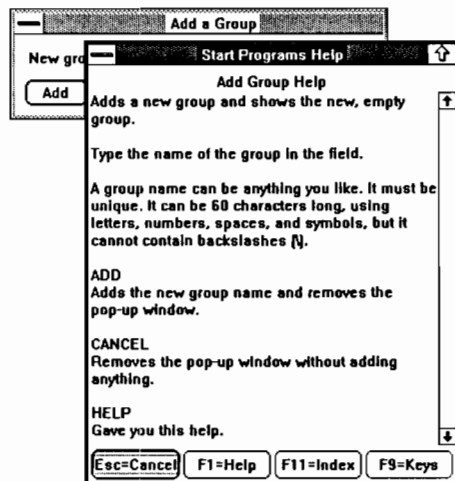 Add a Group
New gro
Add
Start Programs Help
Add Group Help
Adds a new group and shows the new, empty
group.
Type the name of the group in the field.
A group name can be anything you like. It must be
unique. It can be 60 characters long, using
letters, numbers, spaces, and symbols, but it
cannot contain backslashes (\).
ADD
Adds the new group name and removes the
pop-up window.
CANCEL
Removes the pop-up window without adding
anything.
HELP
Gave you this help.
Esc=Cancel F1=Help F11=Index F9=Keys